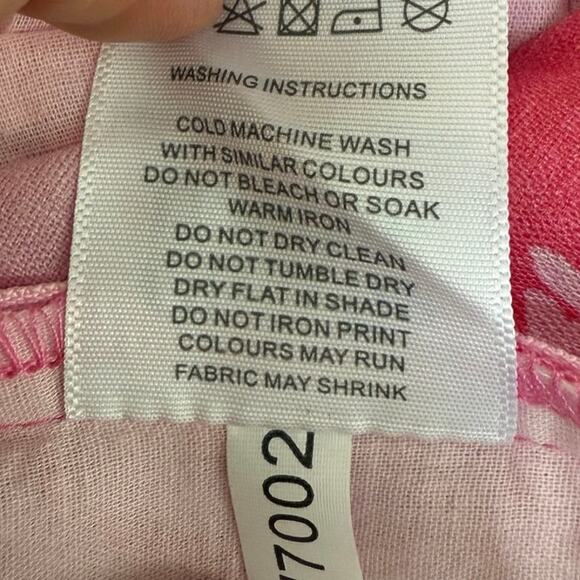 WASHING INSTRUCTIONS
COLD MACHINE WASH
WITH SIMILAR COLOURS
DO NOT BLEACH OR SOAK
WARM IRON
DO NOT DRY CLEAN
DO NOT TUMBLE DRY
DRY FLAT IN SHADE
DO NOT IRON PRINT
COLOURS MAY RUN
FABRIC MAY SHRINK
7002